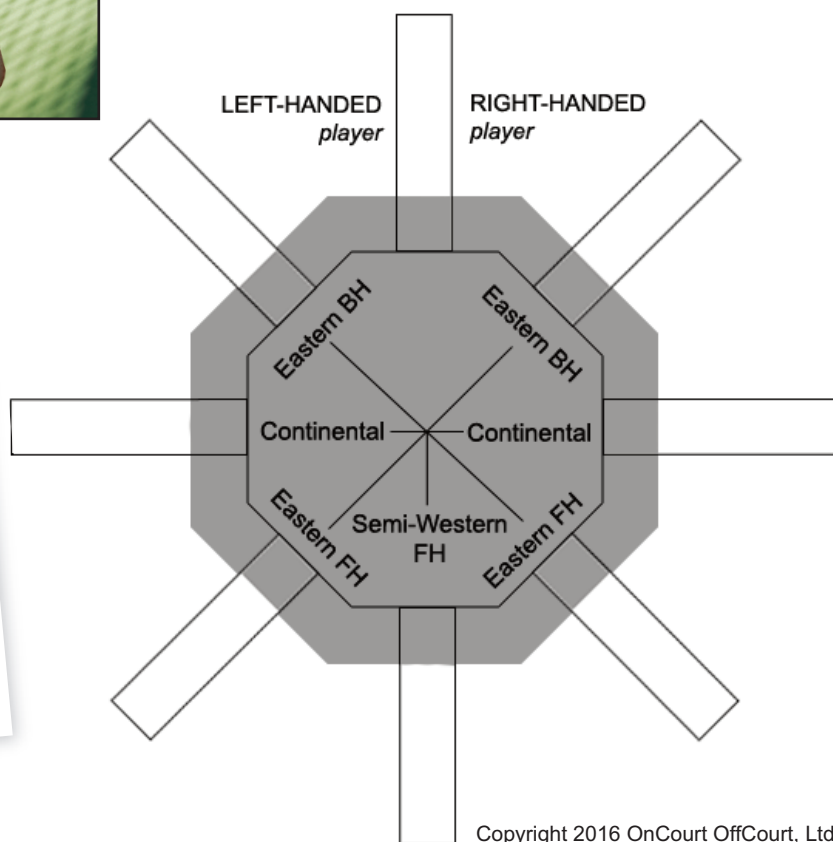 LEFT-HANDED
player
RIGHT-HANDED
player
Eastern BH
Eastern BH
Continental
Continental
Eastern FH
Semi-Western
FH
Eastern FH
Copyright 2016 OnCourt OffCourt, Ltd